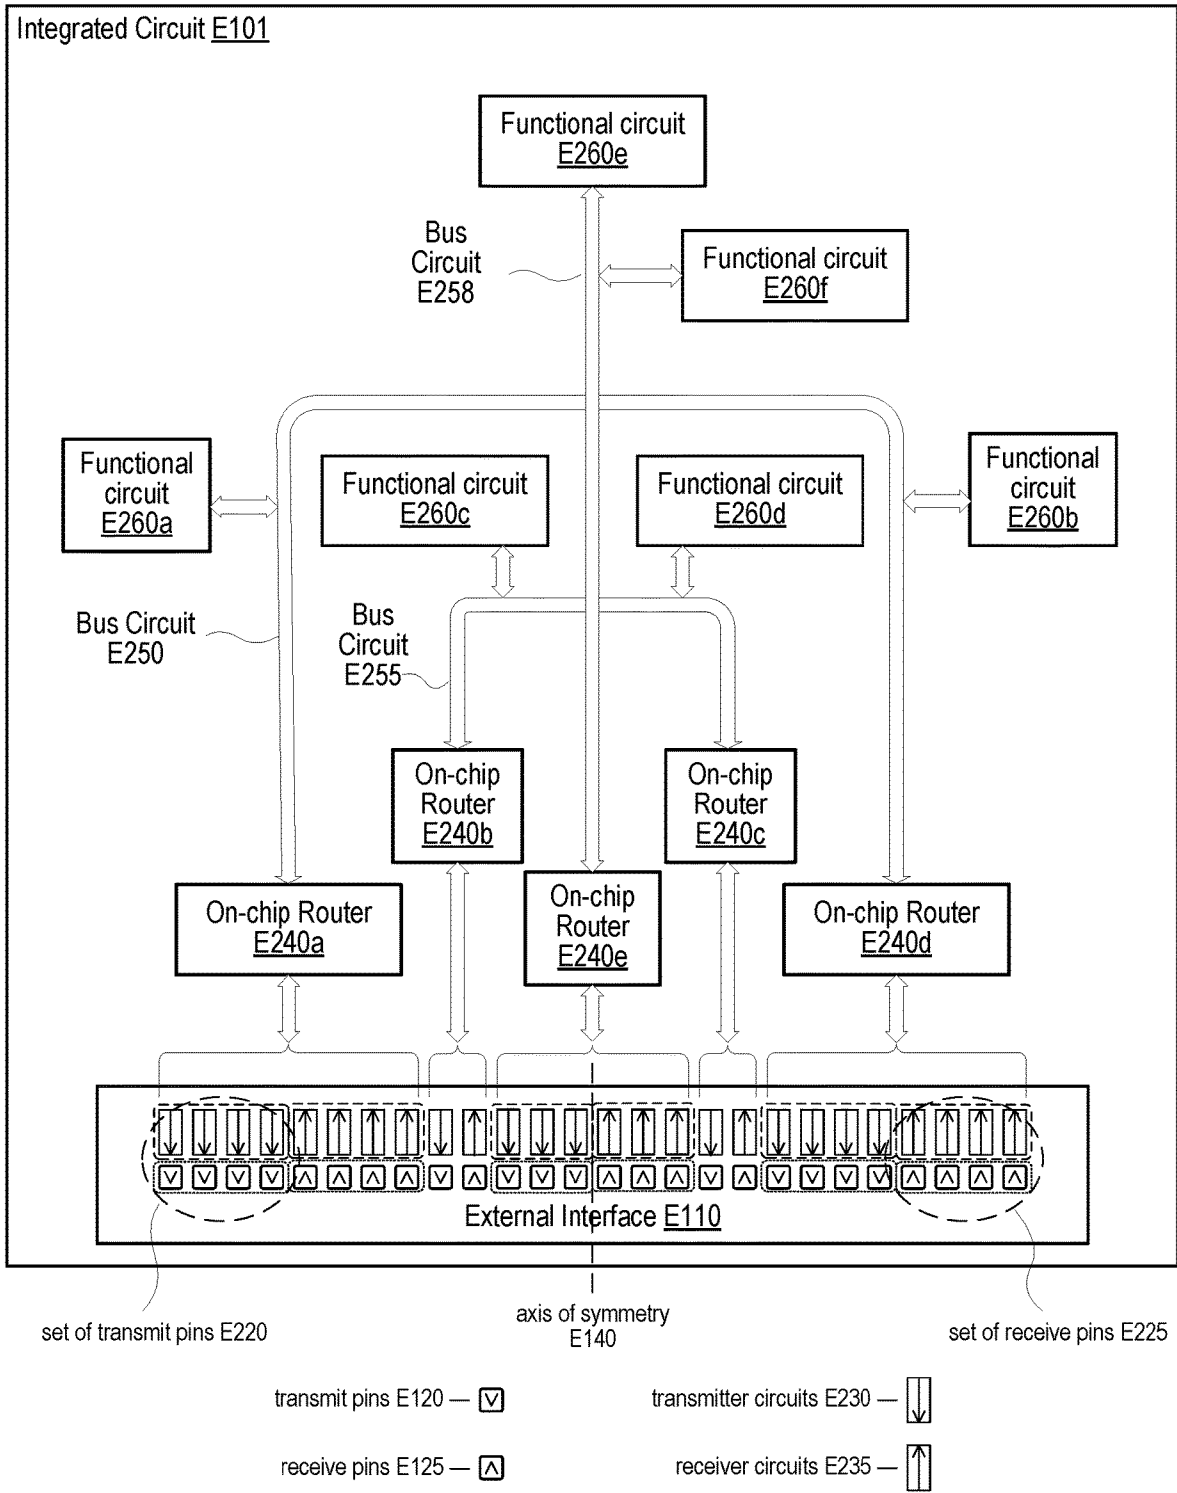 Integrated Circuit E101
Functional circuit
E260e
Bus
Circuit
E258
Functional circuit
E260f
Functional
circuit
E260a
Functional circuit
E260c
Functional circuit
E260d
Functional
circuit
E260b
Bus Circuit
E250
Bus
Circuit
E255
On-chip
Router
E240b
On-chip
Router
E240c
On-chip Router
E240a
On-chip
Router
E240e
On-chip Router
E240d
External Interface E110
set of transmit pins E220
axis of symmetry
E140
set of receive pins E225
transmit pins E120
transmitter circuits E230
receive pins E125
receiver circuits E235